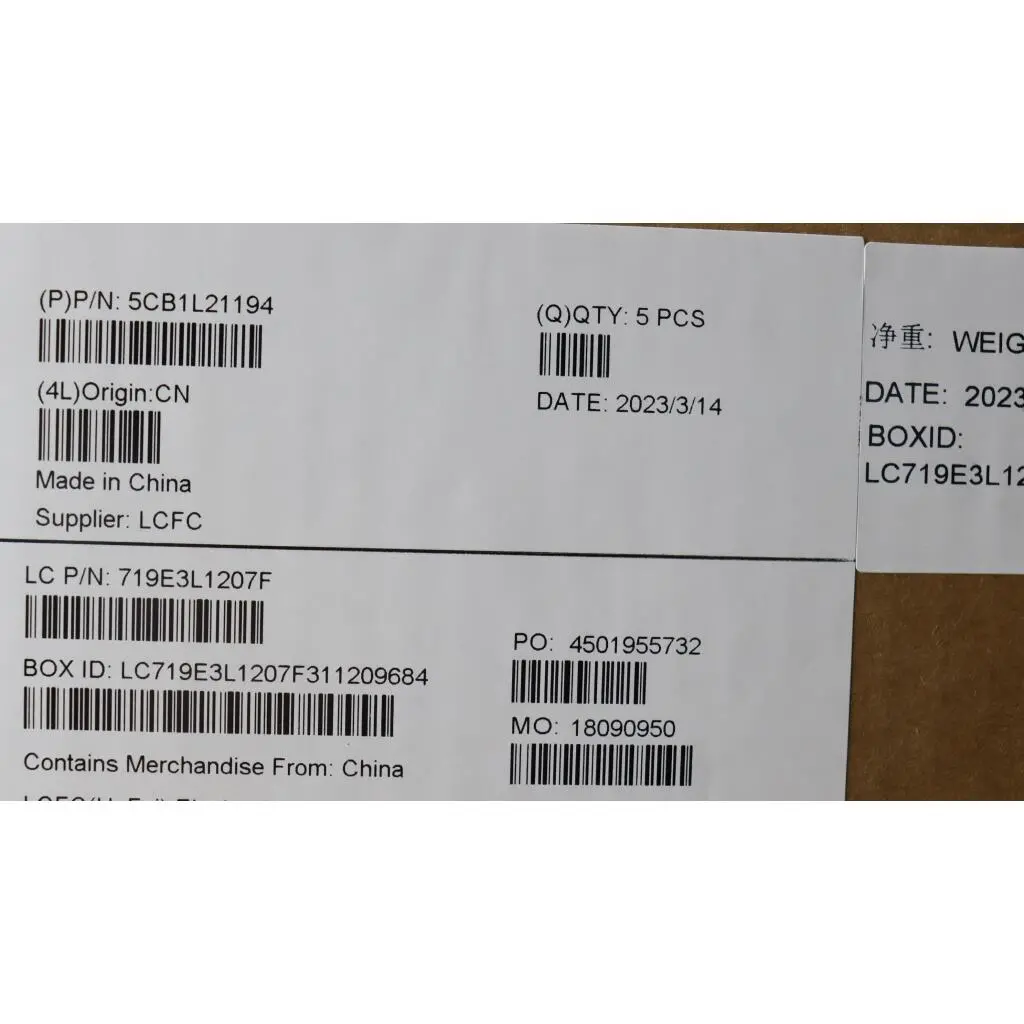 (P)P/N: 5CB1L21194
(Q)QTY: 5 PCS
(4L)Origin:CN
DATE: 2023/3/14
Made in China
Supplier: LCFC
LC P/N: 719E3L1207F
PO: 4501955732
BOX ID: LC719E3L1207F311209684
MO: 18090950
Contains Merchandise From: China
净重: WEIG
DATE: 2023
BOXID:
LC719E3L12